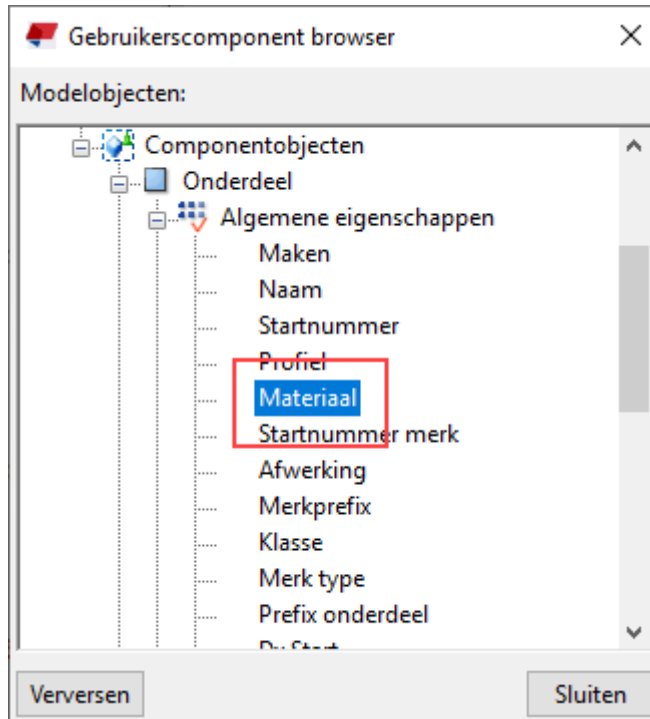 Gebruikerscomponent browser
Modelobjecten:
Componentobjecten
Onderdeel
Algemene eigenschappen
Maken
Naam
Startnummer
Profiel
Materiaal
Startnummer merk
Afwerking
Merkprefix
Klasse
Merk type
Prefix onderdeel
Verversen
Sluiten